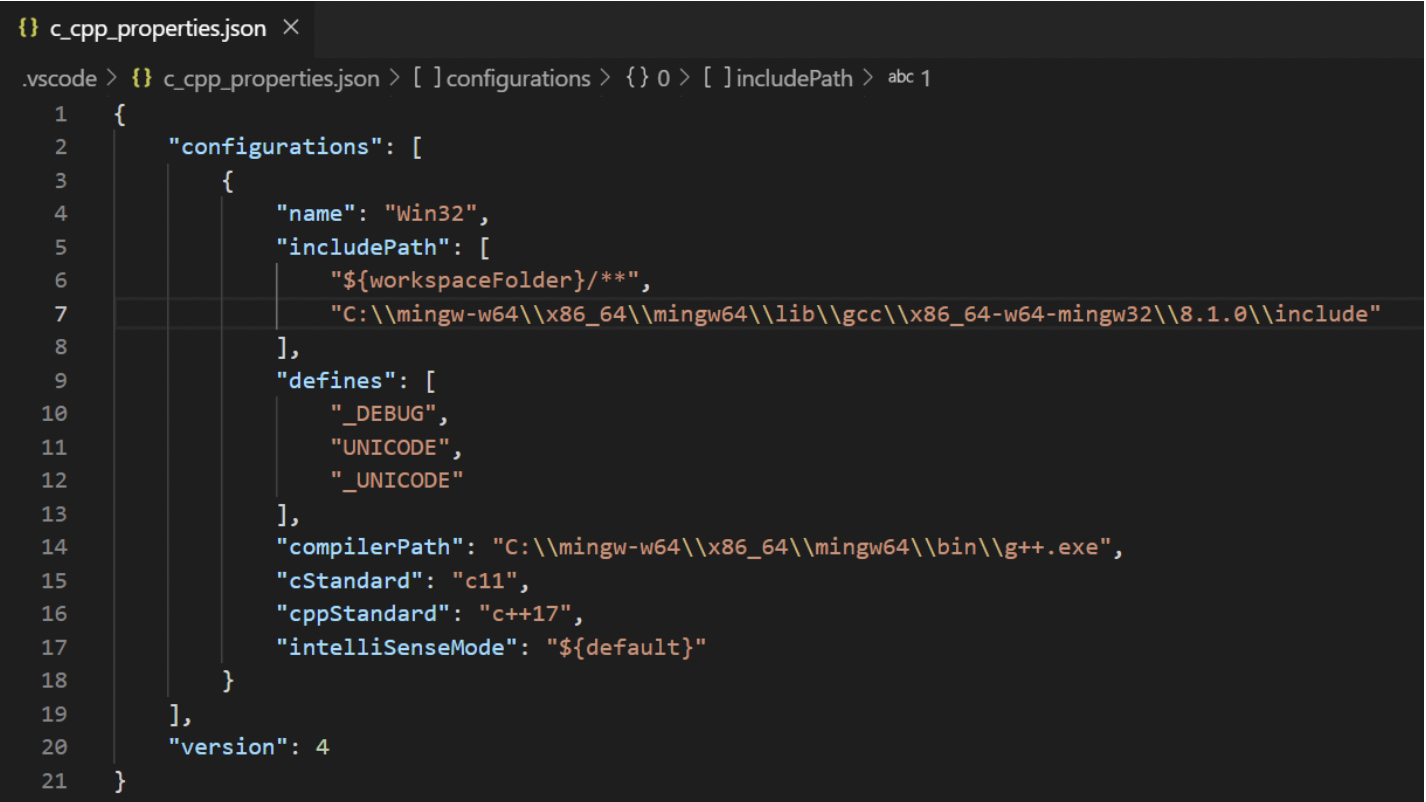 {} c_cpp_properties.json ×
.vscode > {} c_cpp_properties.json > [ ] configurations > {} 0 > [ ] includePath > abc 1
1 {
2     "configurations": [
3         {
4             "name": "Win32",
5             "includePath": [
6                 "${workspaceFolder}/**",
7                 "C:\\mingw-w64\\x86_64\\mingw64\\lib\\gcc\\x86_64-w64-mingw32\\8.1.0\\include"
8             ],
9             "defines": [
10                 "_DEBUG",
11                 "UNICODE",
12                 "_UNICODE"
13             ],
14             "compilerPath": "C:\\mingw-w64\\x86_64\\mingw64\\bin\\g++.exe",
15             "cStandard": "c11",
16             "cppStandard": "c++17",
17             "intelliSenseMode": "${default}"
18         }
19     ],
20     "version": 4
21 }